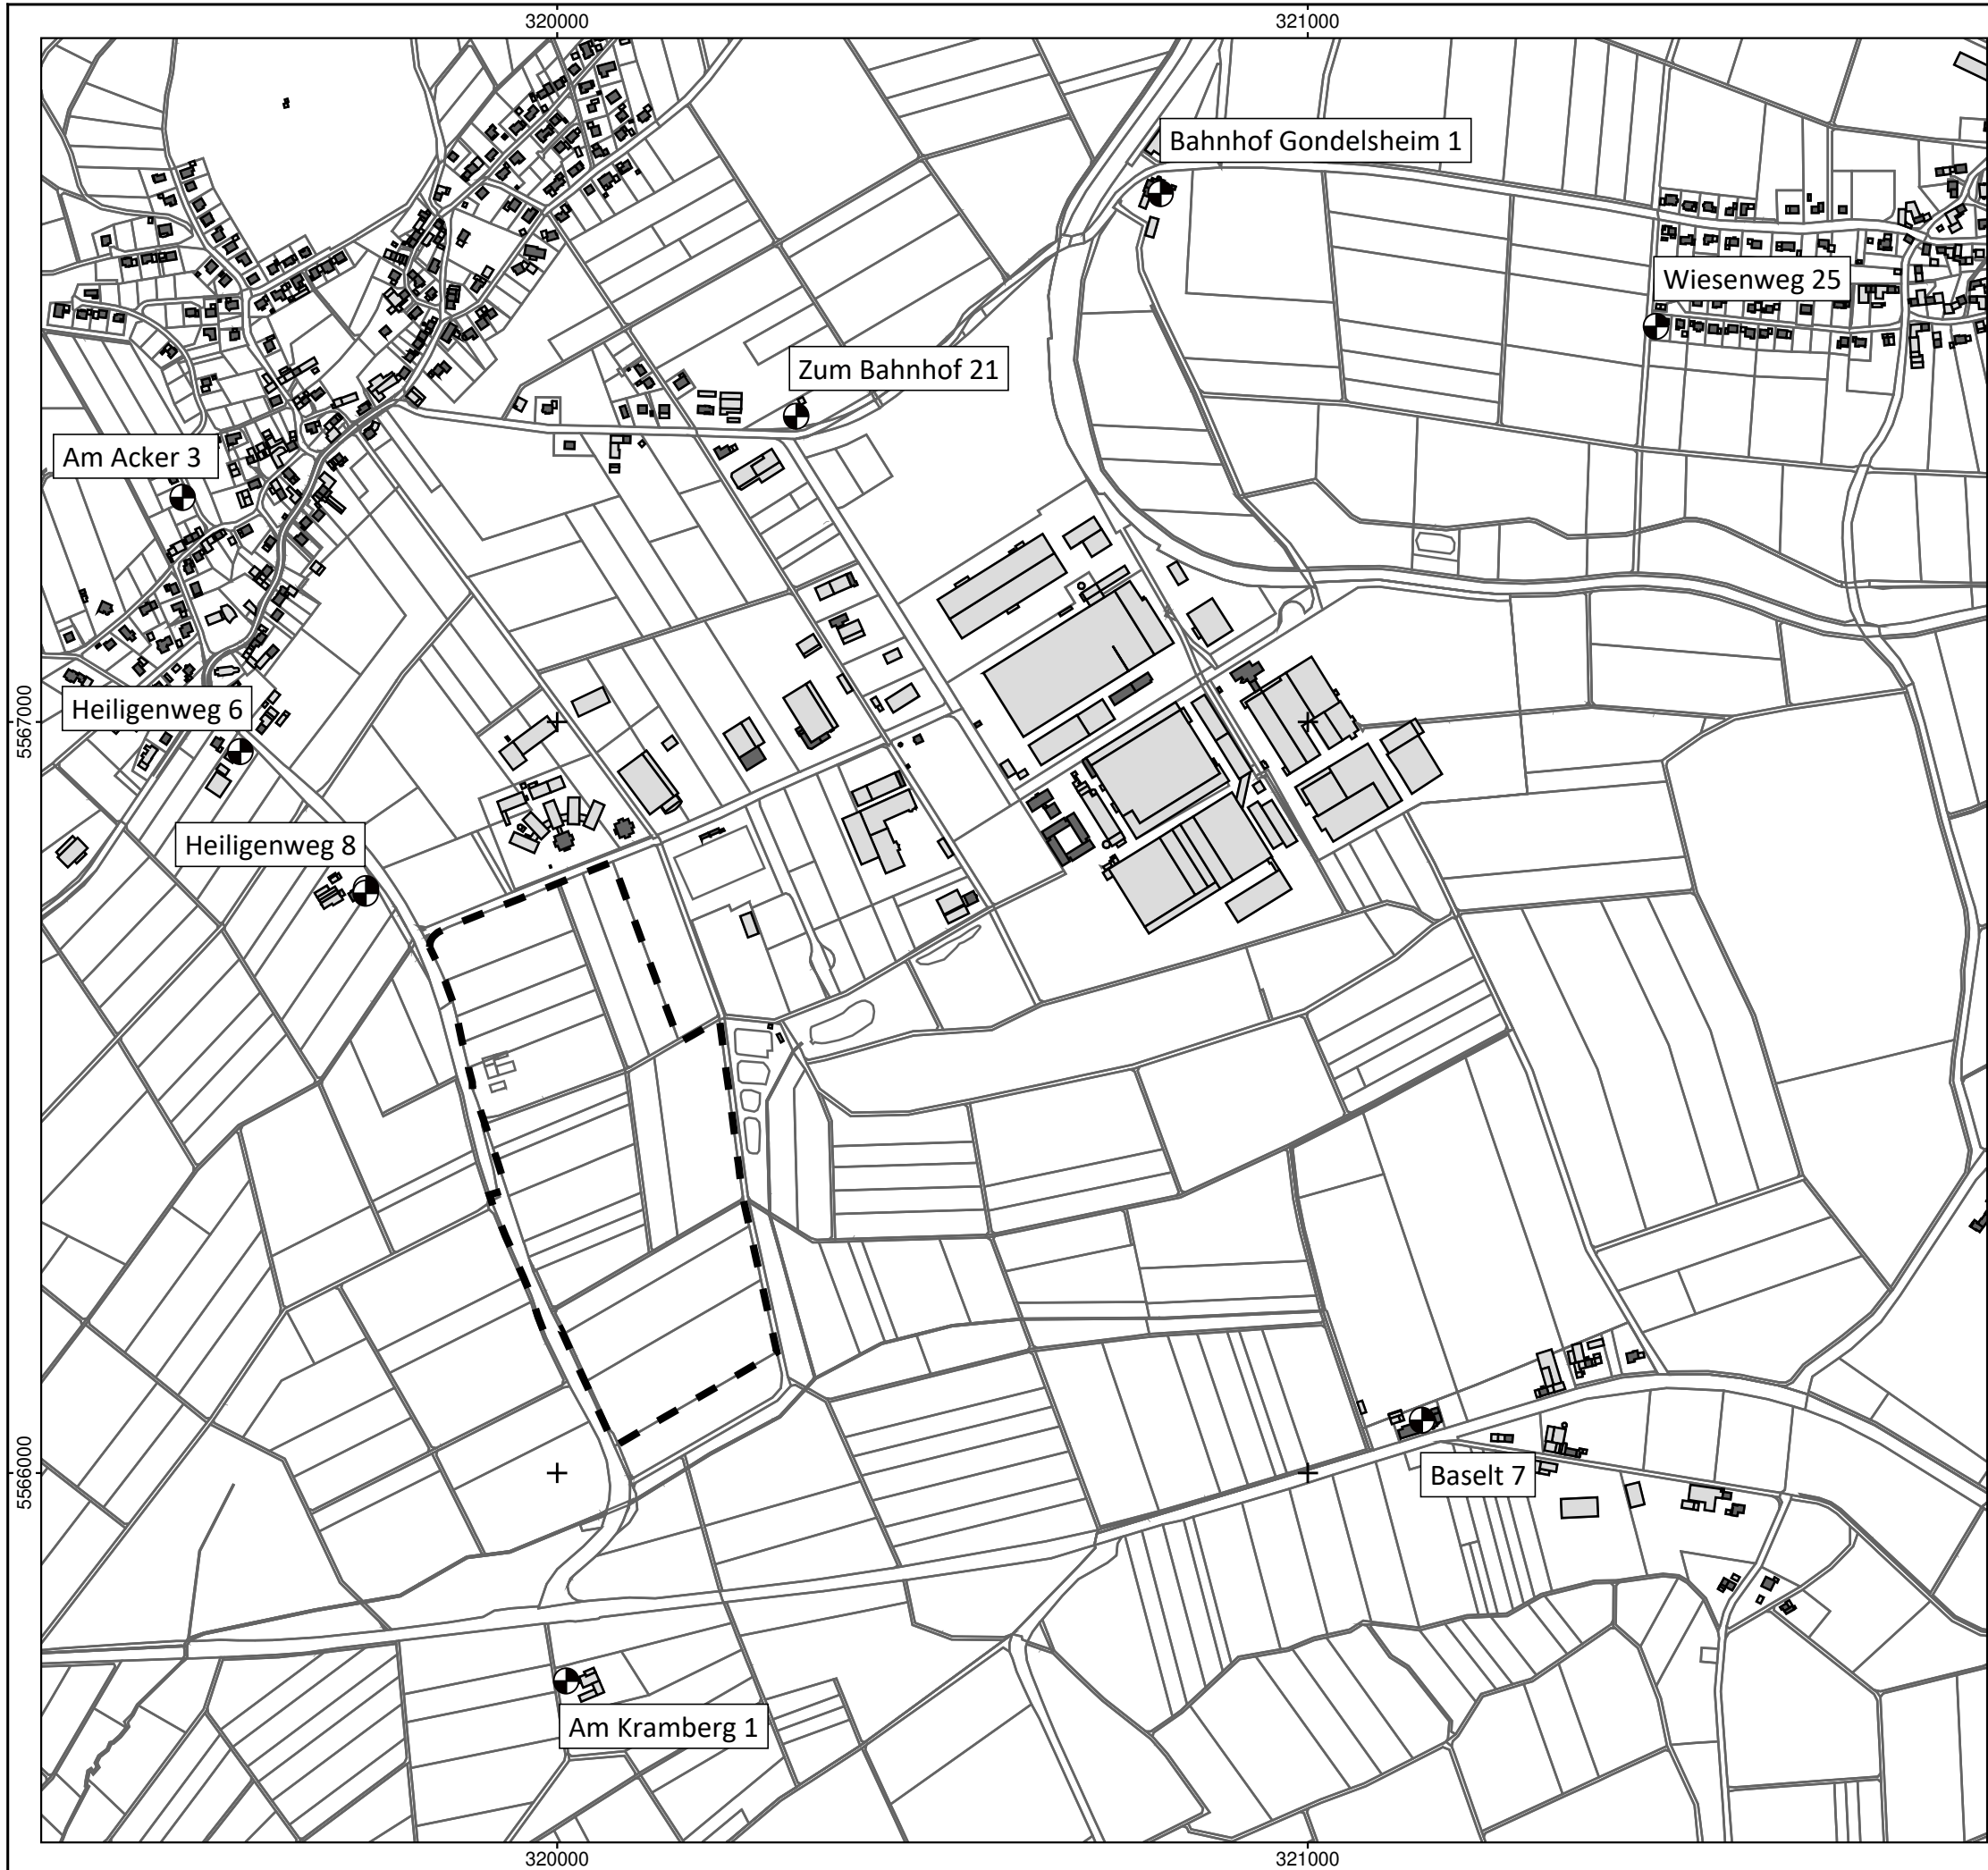 320000
321000
Bahnhof Gondelsheim 1
Wiesenweg 25
Zum Bahnhof 21
Am Acker 3
Heiligenweg 6
5567000
Heiligenweg 8
5566000
Baselt 7
Am Kramberg 1
320000
321000